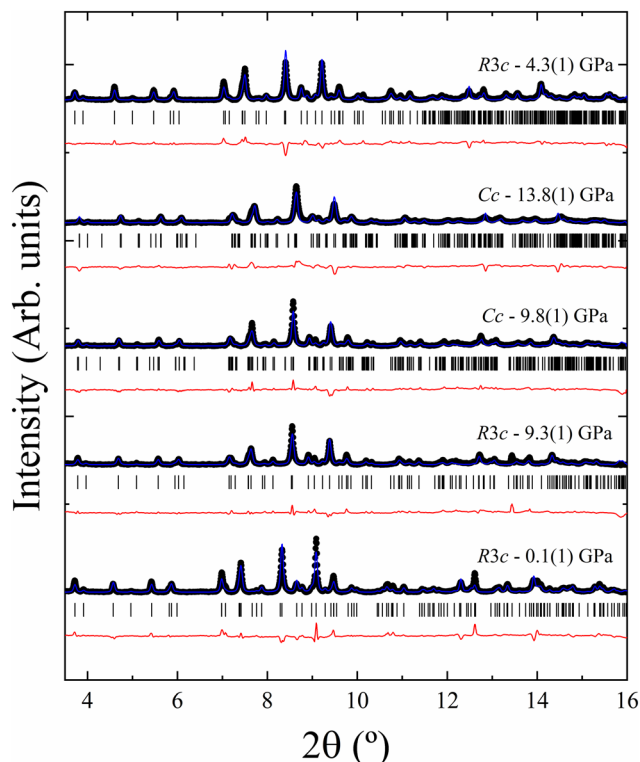 R3c - 4.3(1) GPa
Cc - 13.8(1) GPa
Cc - 9.8(1) GPa
R3c - 9.3(1) GPa
R3c - 0.1(1) GPa
Intensity (Arb. units)
4 6 8 10 12 14 16
2θ (º)